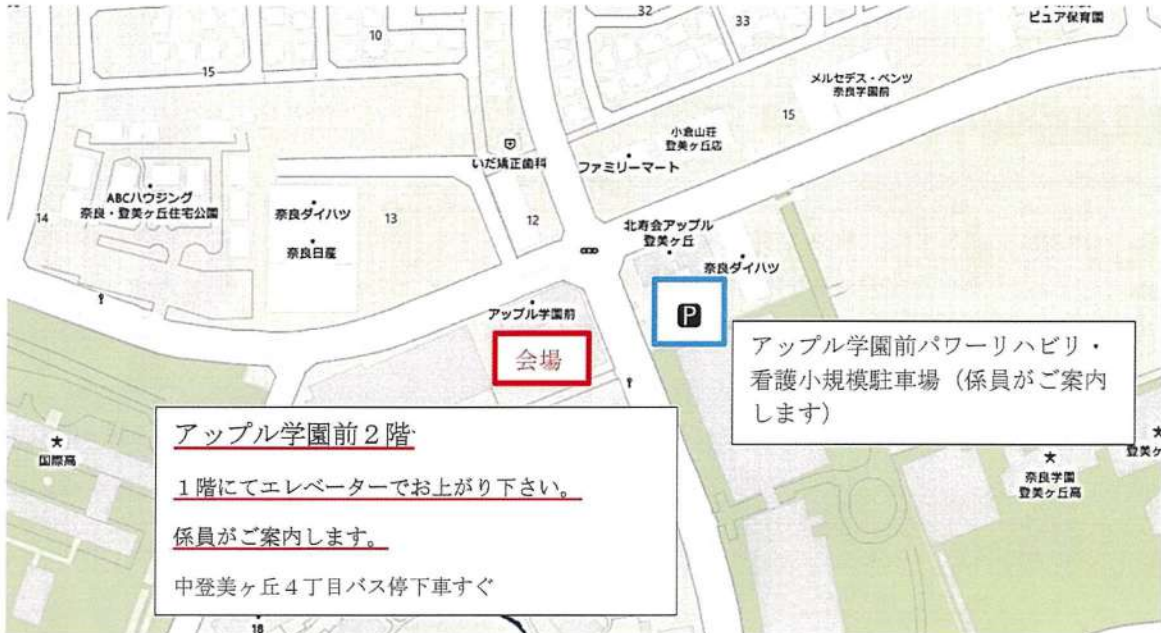 32
33
ピュア保育園
10
15
メルセデス・ベンツ
奈良学園前
15
小倉山荘
登美ヶ丘店
いだ矯正歯科
ファミリーマート
ABCハウジング
奈良・登美ヶ丘住宅公園
14
奈良ダイハツ
13
12
北寿会アップル
登美ヶ丘
奈良日産
奈良ダイハツ
アップル学園前
P
会場
アップル学園前パワーリハビリ・
看護小規模駐車場（係員がご案内
します）
アップル学園前２階
１階にてエレベーターでお上がり下さい。
係員がご案内します。
中登美ヶ丘４丁目バス停下車すぐ
国際高
奈良学園
登美ヶ丘高
登美ヶ
18